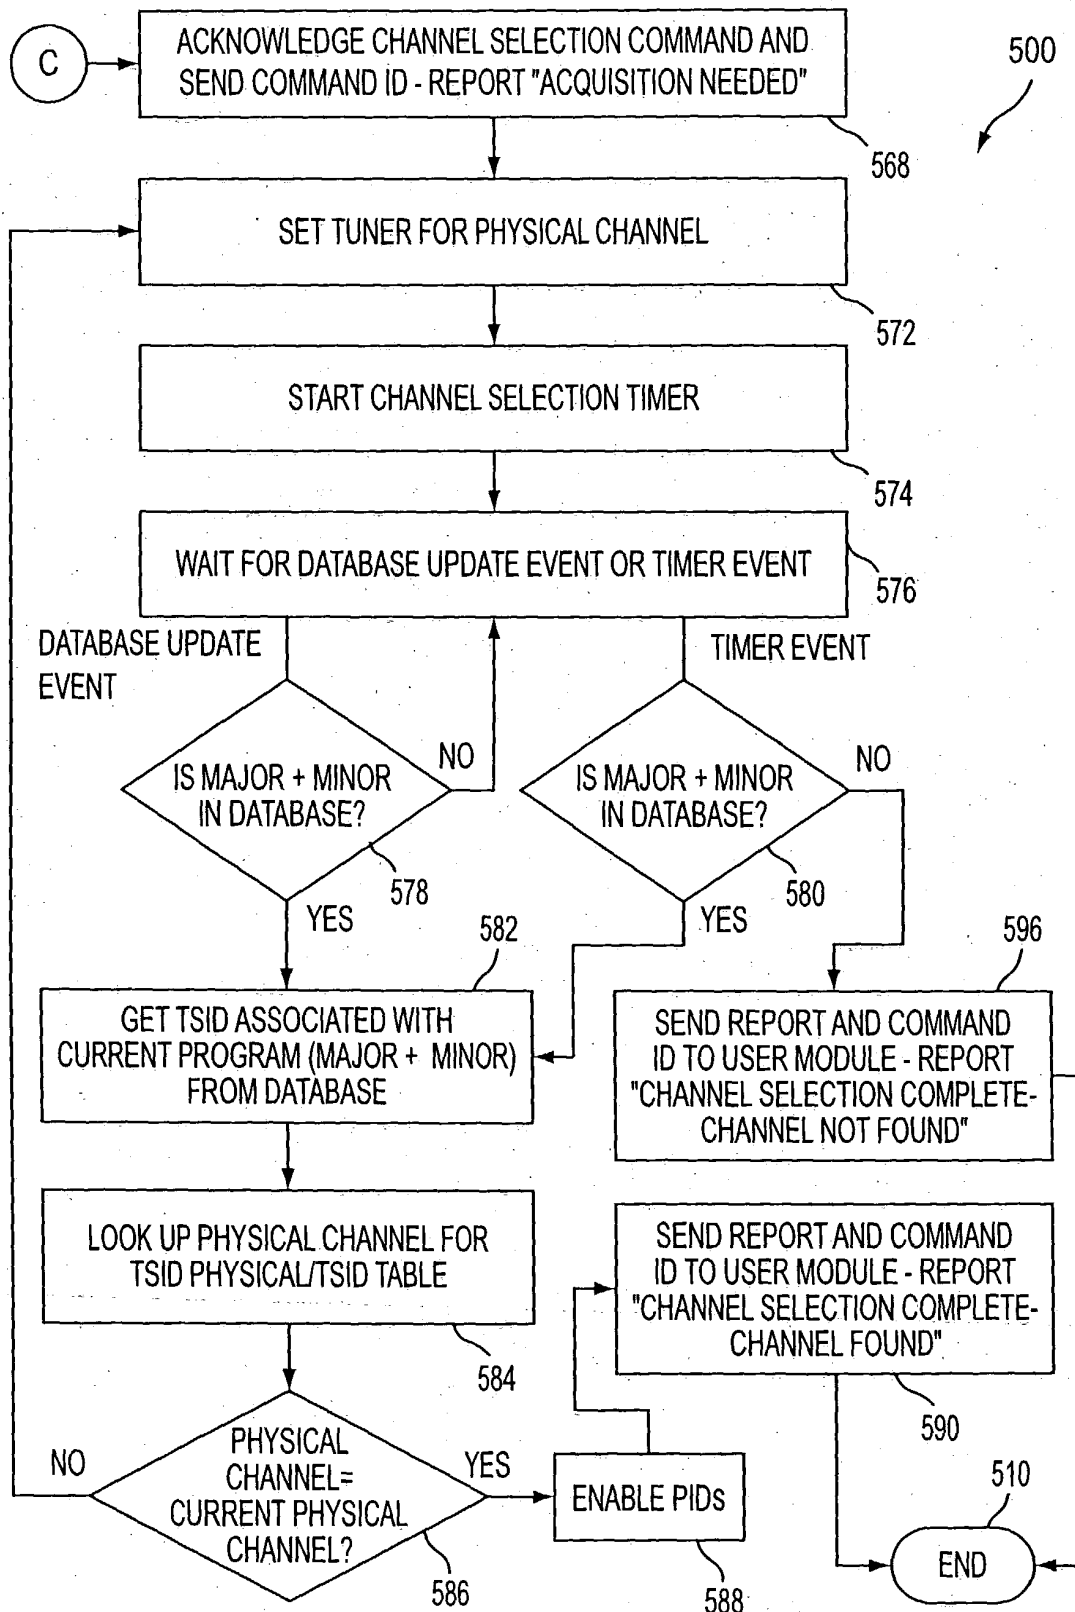 C
ACKNOWLEDGE CHANNEL SELECTION COMMAND AND
SEND COMMAND ID - REPORT "ACQUISITION NEEDED"
500
568
SET TUNER FOR PHYSICAL CHANNEL
572
START CHANNEL SELECTION TIMER
574
WAIT FOR DATABASE UPDATE EVENT OR TIMER EVENT
576
DATABASE UPDATE
EVENT
TIMER EVENT
IS MAJOR + MINOR
IN DATABASE?
NO
578
YES
IS MAJOR + MINOR
IN DATABASE?
NO
580
YES
582
GET TSID ASSOCIATED WITH
CURRENT PROGRAM (MAJOR + MINOR)
FROM DATABASE
596
SEND REPORT AND COMMAND
ID TO USER MODULE - REPORT
"CHANNEL SELECTION COMPLETE-
CHANNEL NOT FOUND"
LOOK UP PHYSICAL CHANNEL FOR
TSID PHYSICAL/TSID TABLE
584
SEND REPORT AND COMMAND
ID TO USER MODULE - REPORT
"CHANNEL SELECTION COMPLETE-
CHANNEL FOUND"
590
NO
PHYSICAL
CHANNEL=
CURRENT PHYSICAL
CHANNEL?
YES
586
ENABLE PIDs
588
510
END